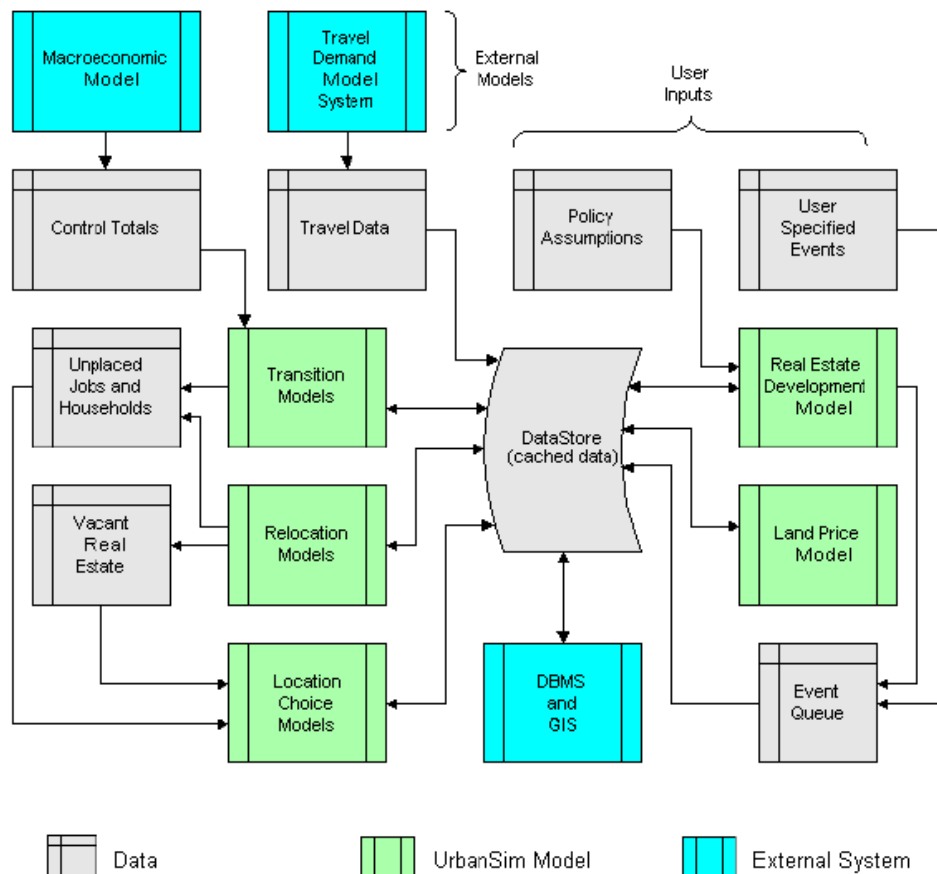 Macroeconomic
Model
Travel
Demand
Model
System
External
Models
User
Inputs
Control Totals
Travel Data
Policy
Assumptions
User
Specified
Events
Unplaced
Jobs and
Households
Transition
Models
DataStore
(cached data)
Real Estate
Development
Model
Vacant
Real
Estate
Relocation
Models
Land Price
Model
Location
Choice
Models
DBMS
and
GIS
Event
Queue
Data
UrbanSim Model
External System